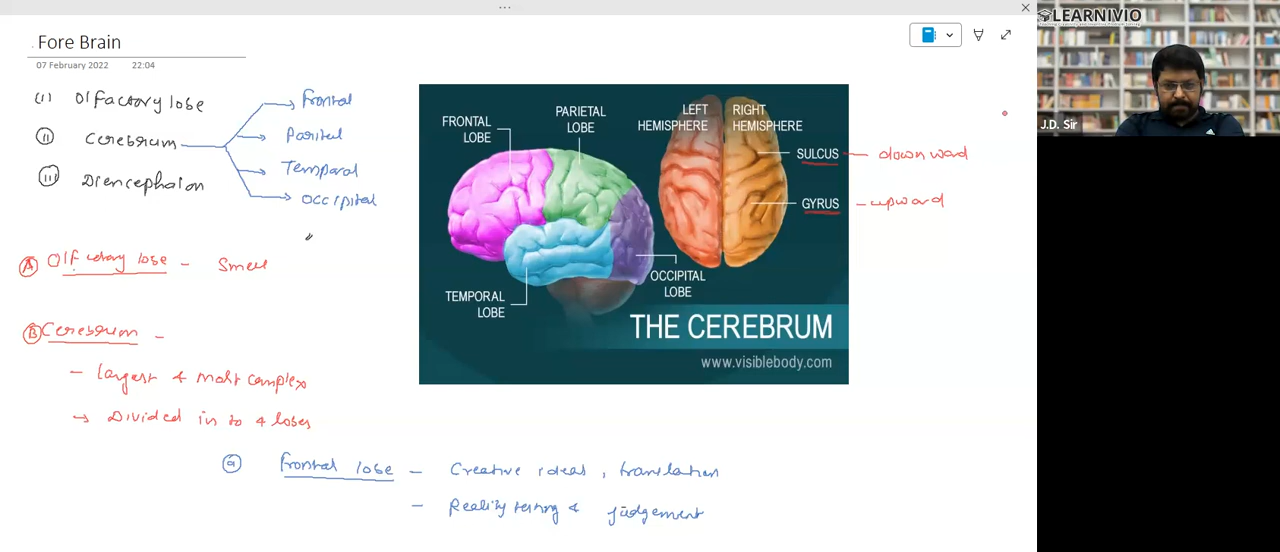 Fore Brain
07 February 2022 22:04
(i) Olfactory lobe
(ii) Cerebrum
(iii) Diencephalon
Frontal
Parital
Temporal
Occipital
(A) Olfactory lobe - Smell
(B) Cerebrum -
- largest & most complex
→ Divided in to 4 lobes
(a) Frontal lobe - Creative ideas, translation
- Reality testing & judgement
FRONTAL
LOBE
PARIETAL
LOBE
TEMPORAL
LOBE
OCCIPITAL
LOBE
LEFT
HEMISPHERE
RIGHT
HEMISPHERE
SULCUS - downward
GYRUS - upward
THE CEREBRUM
www.visiblebody.com
LEARNIVIO
J.D. Sir